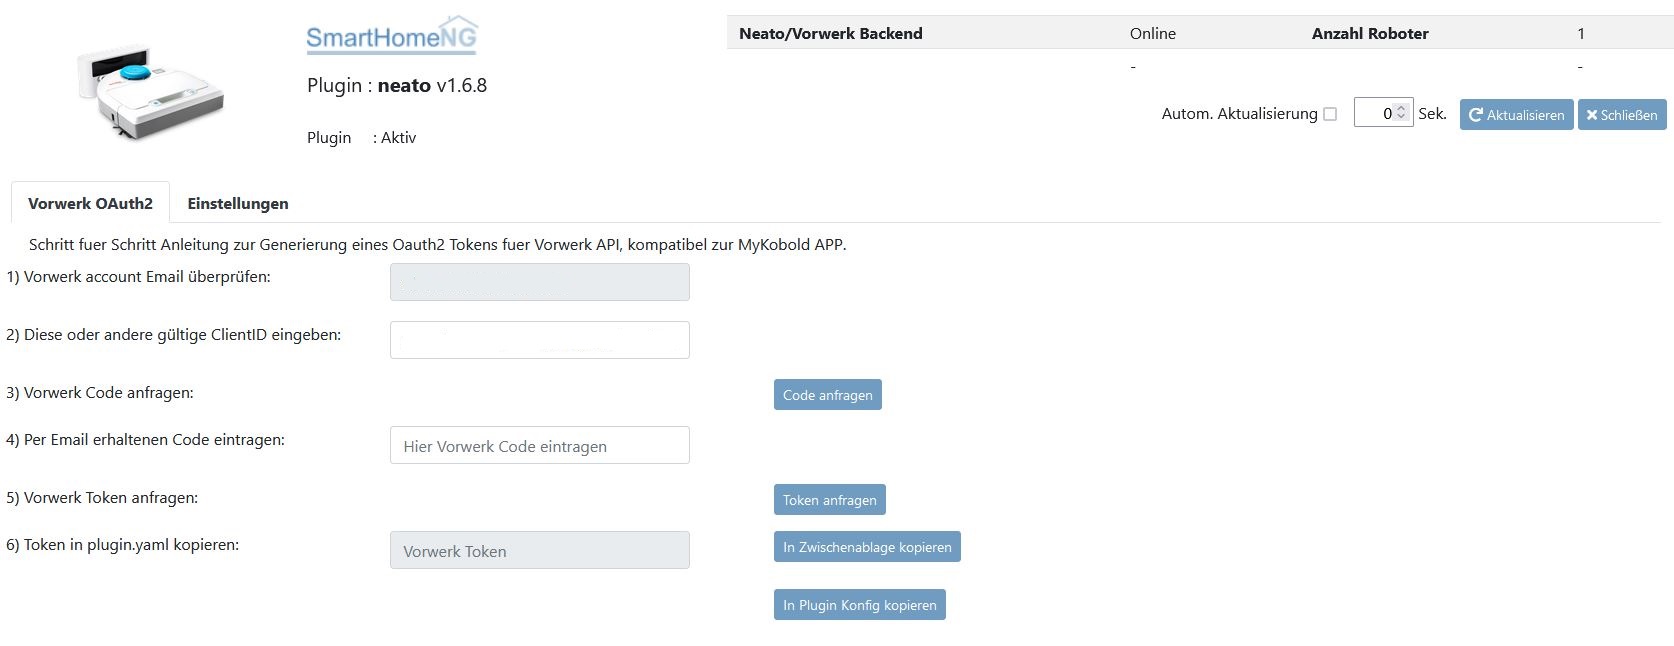 SmartHomeNG
Plugin : neato v1.6.8
Plugin : Aktiv
Neato/Vorwerk Backend Online Anzahl Roboter 1
- -
Autom. Aktualisierung 0 Sek. Aktualisieren Schließen
Vorwerk OAuth2 Einstellungen
Schritt fuer Schritt Anleitung zur Generierung eines Oauth2 Tokens fuer Vorwerk API, kompatibel zur MyKobold APP.
1) Vorwerk account Email überprüfen:
2) Diese oder andere gültige ClientID eingeben:
3) Vorwerk Code anfragen: Code anfragen
4) Per Email erhaltenen Code eintragen: Hier Vorwerk Code eintragen
5) Vorwerk Token anfragen: Token anfragen
6) Token in plugin.yaml kopieren: Vorwerk Token In Zwischenablage kopieren
In Plugin Konfig kopieren